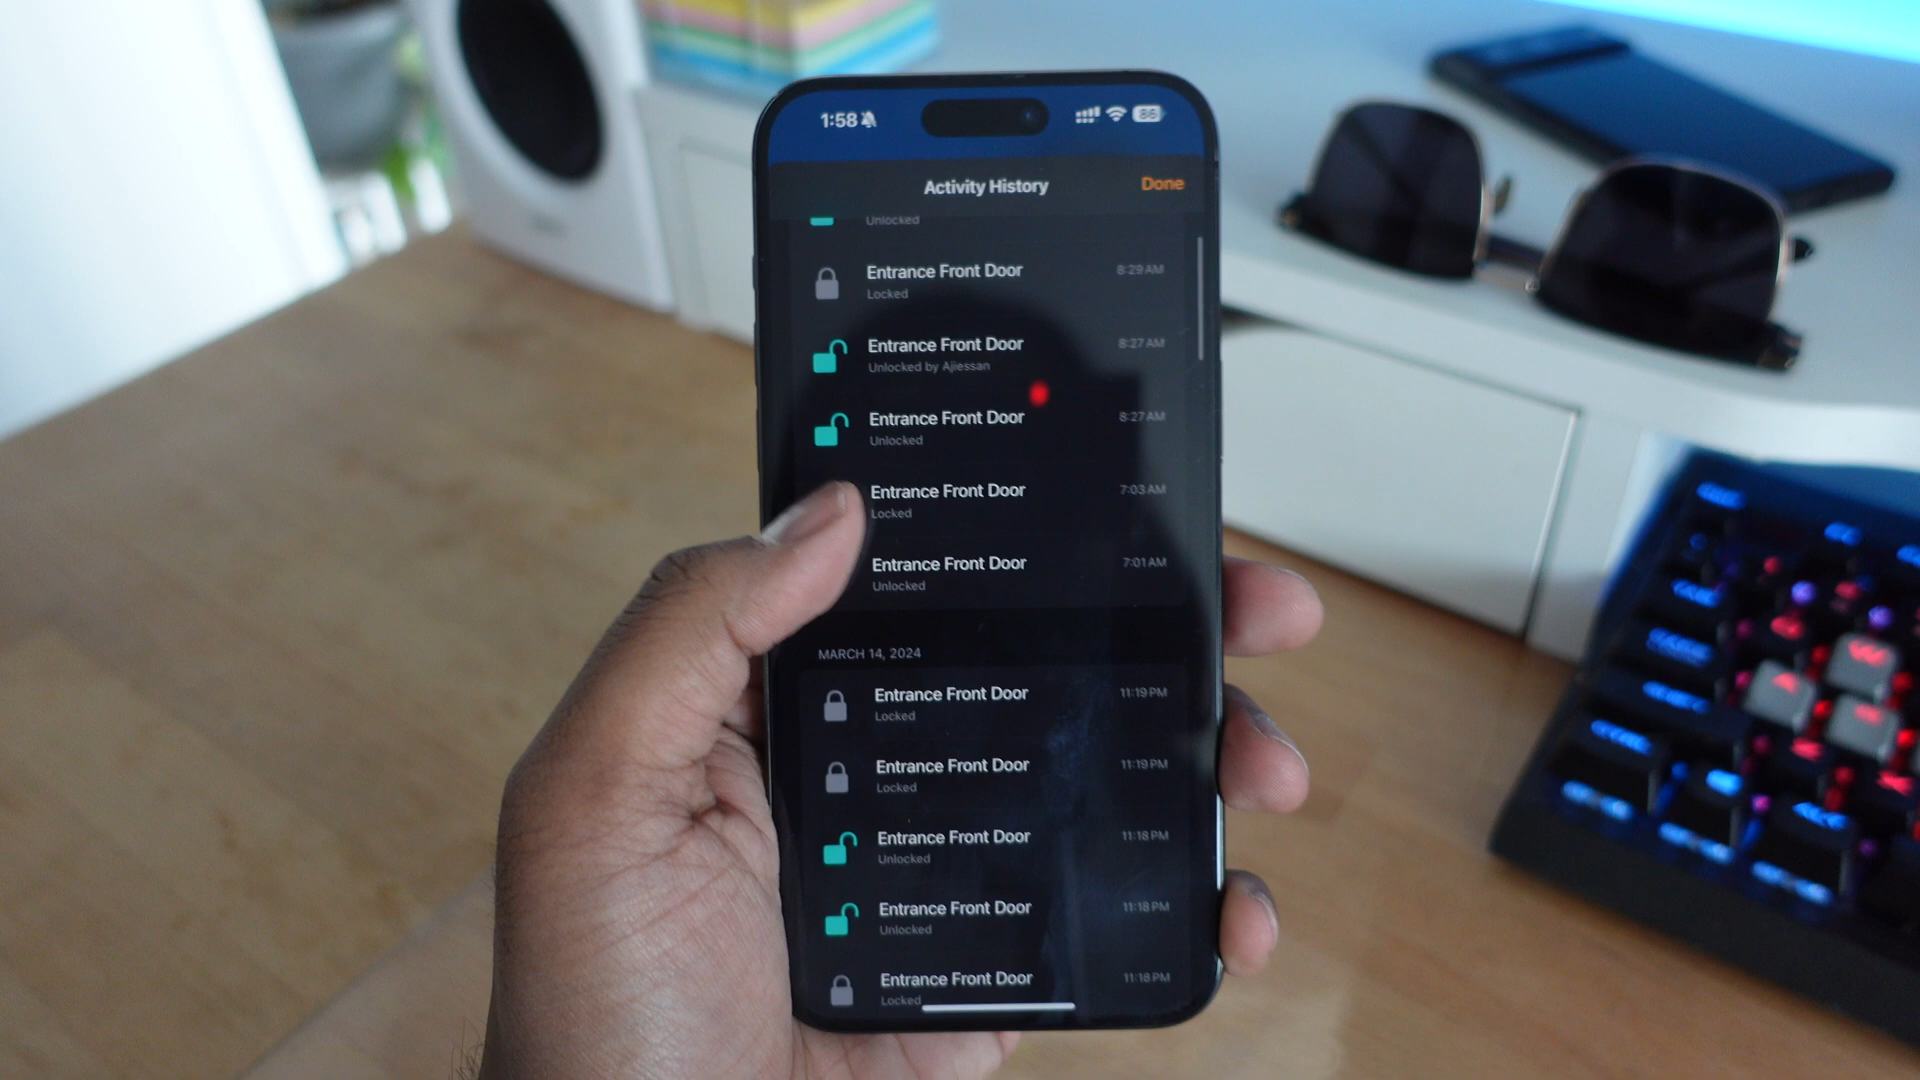 1:58
86
Activity History
Done
Unlocked
Entrance Front Door
8:29 AM
Locked
Entrance Front Door
8:27 AM
Unlocked by Ajiessan
Entrance Front Door
8:27 AM
Unlocked
Entrance Front Door
7:03 AM
Locked
Entrance Front Door
7:01 AM
Unlocked
MARCH 14, 2024
Entrance Front Door
11:19 PM
Locked
Entrance Front Door
11:19 PM
Locked
Entrance Front Door
11:18 PM
Unlocked
Entrance Front Door
11:18 PM
Unlocked
Entrance Front Door
11:18 PM
Locked